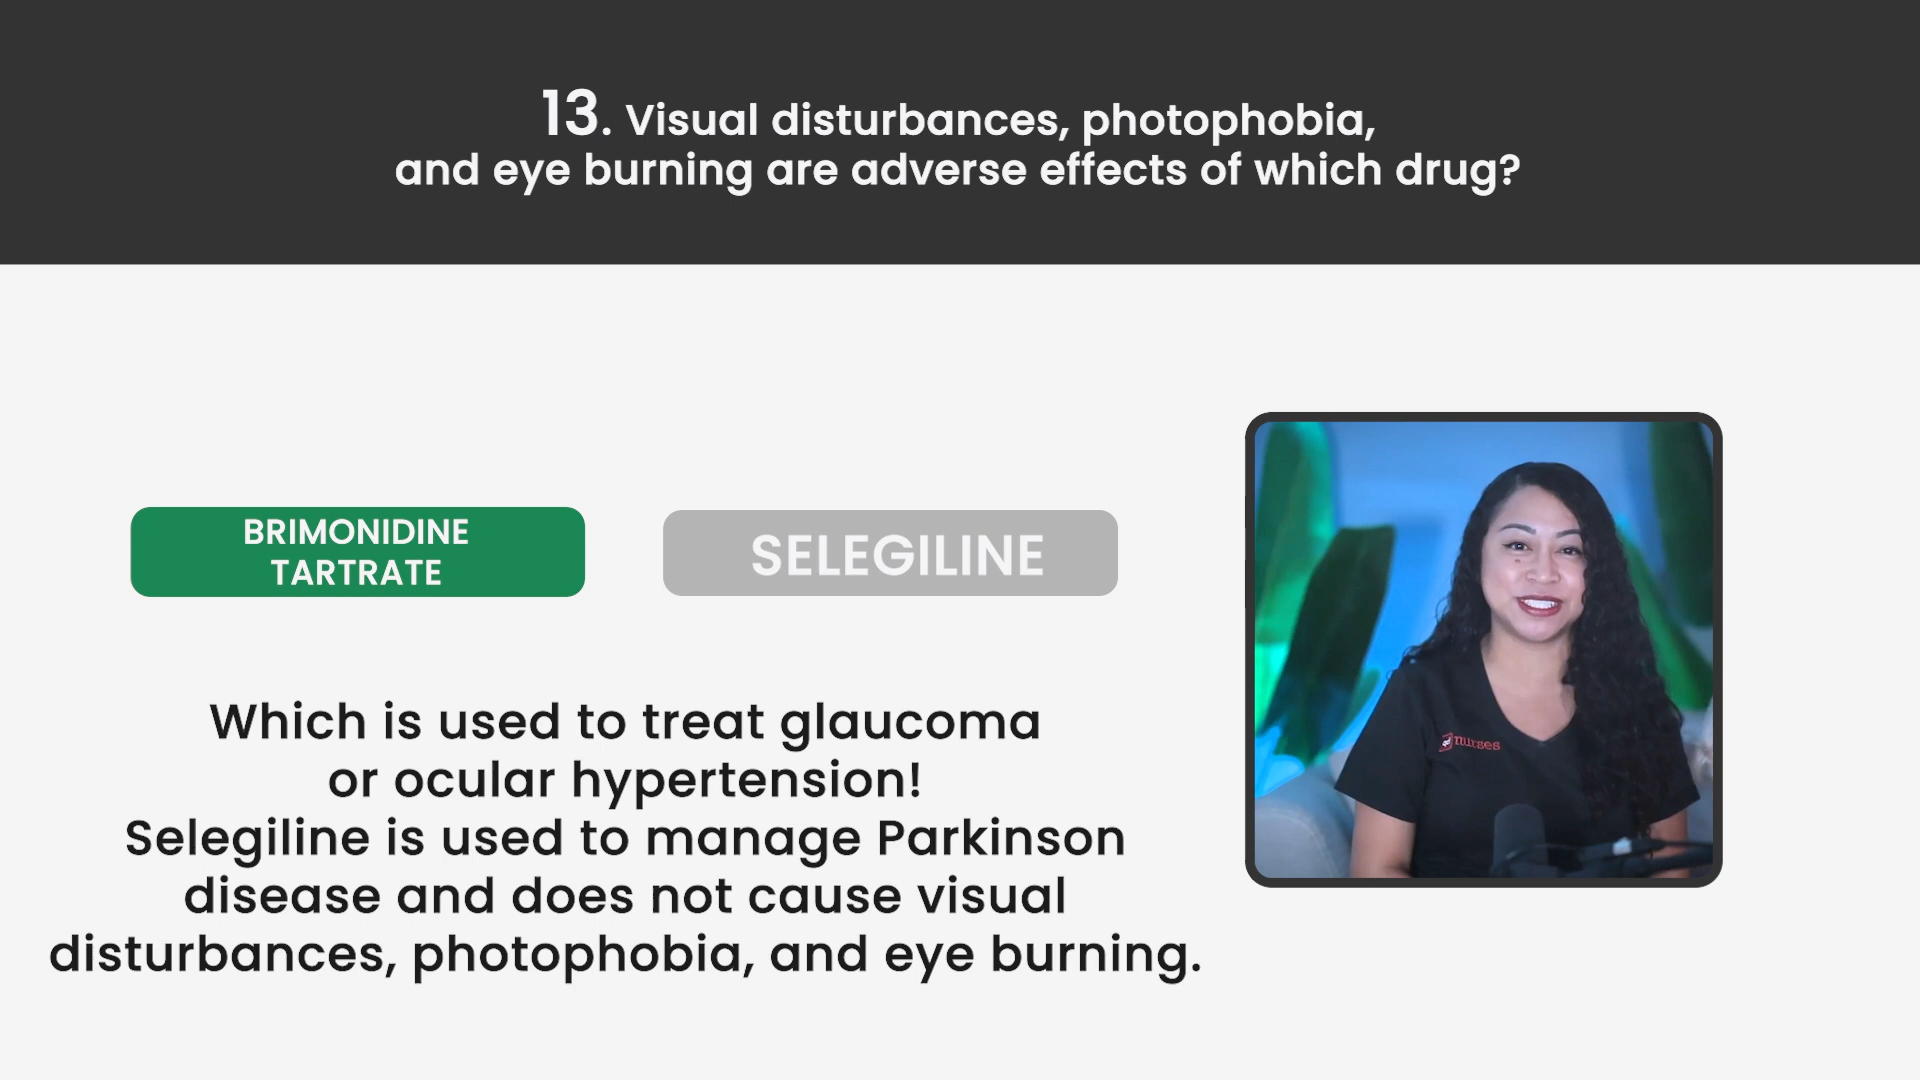 13. Visual disturbances, photophobia,
and eye burning are adverse effects of which drug?
BRIMONIDINE
TARTRATE
SELEGILINE
Which is used to treat glaucoma
or ocular hypertension!
Selegiline is used to manage Parkinson
disease and does not cause visual
disturbances, photophobia, and eye burning.
nurses